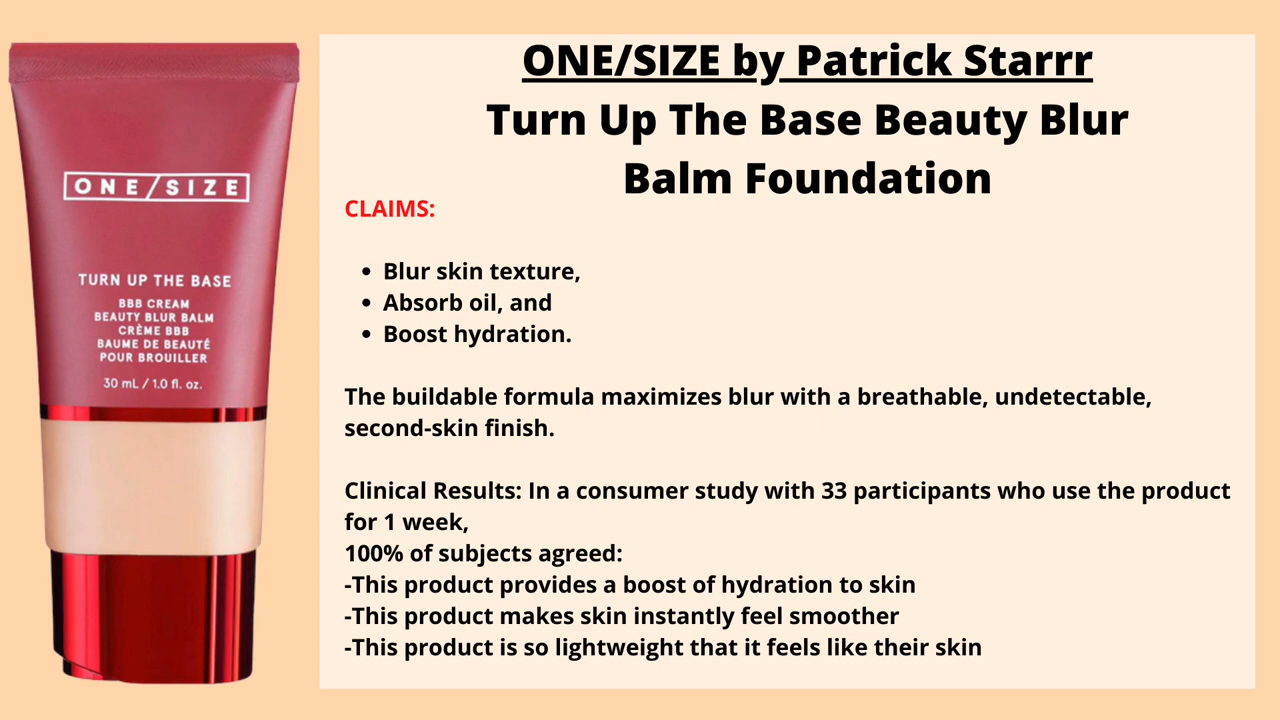 ONE/SIZE
TURN UP THE BASE
BBB CREAM
BEAUTY BLUR BALM
CRÈME BBB
BAUME DE BEAUTÉ
POUR BROUILLER
30 mL / 1.0 fl. oz.
ONE/SIZE by Patrick Starrr
Turn Up The Base Beauty Blur
Balm Foundation
CLAIMS:
• Blur skin texture,
• Absorb oil, and
• Boost hydration.
The buildable formula maximizes blur with a breathable, undetectable,
second-skin finish.
Clinical Results: In a consumer study with 33 participants who use the product
for 1 week,
100% of subjects agreed:
-This product provides a boost of hydration to skin
-This product makes skin instantly feel smoother
-This product is so lightweight that it feels like their skin